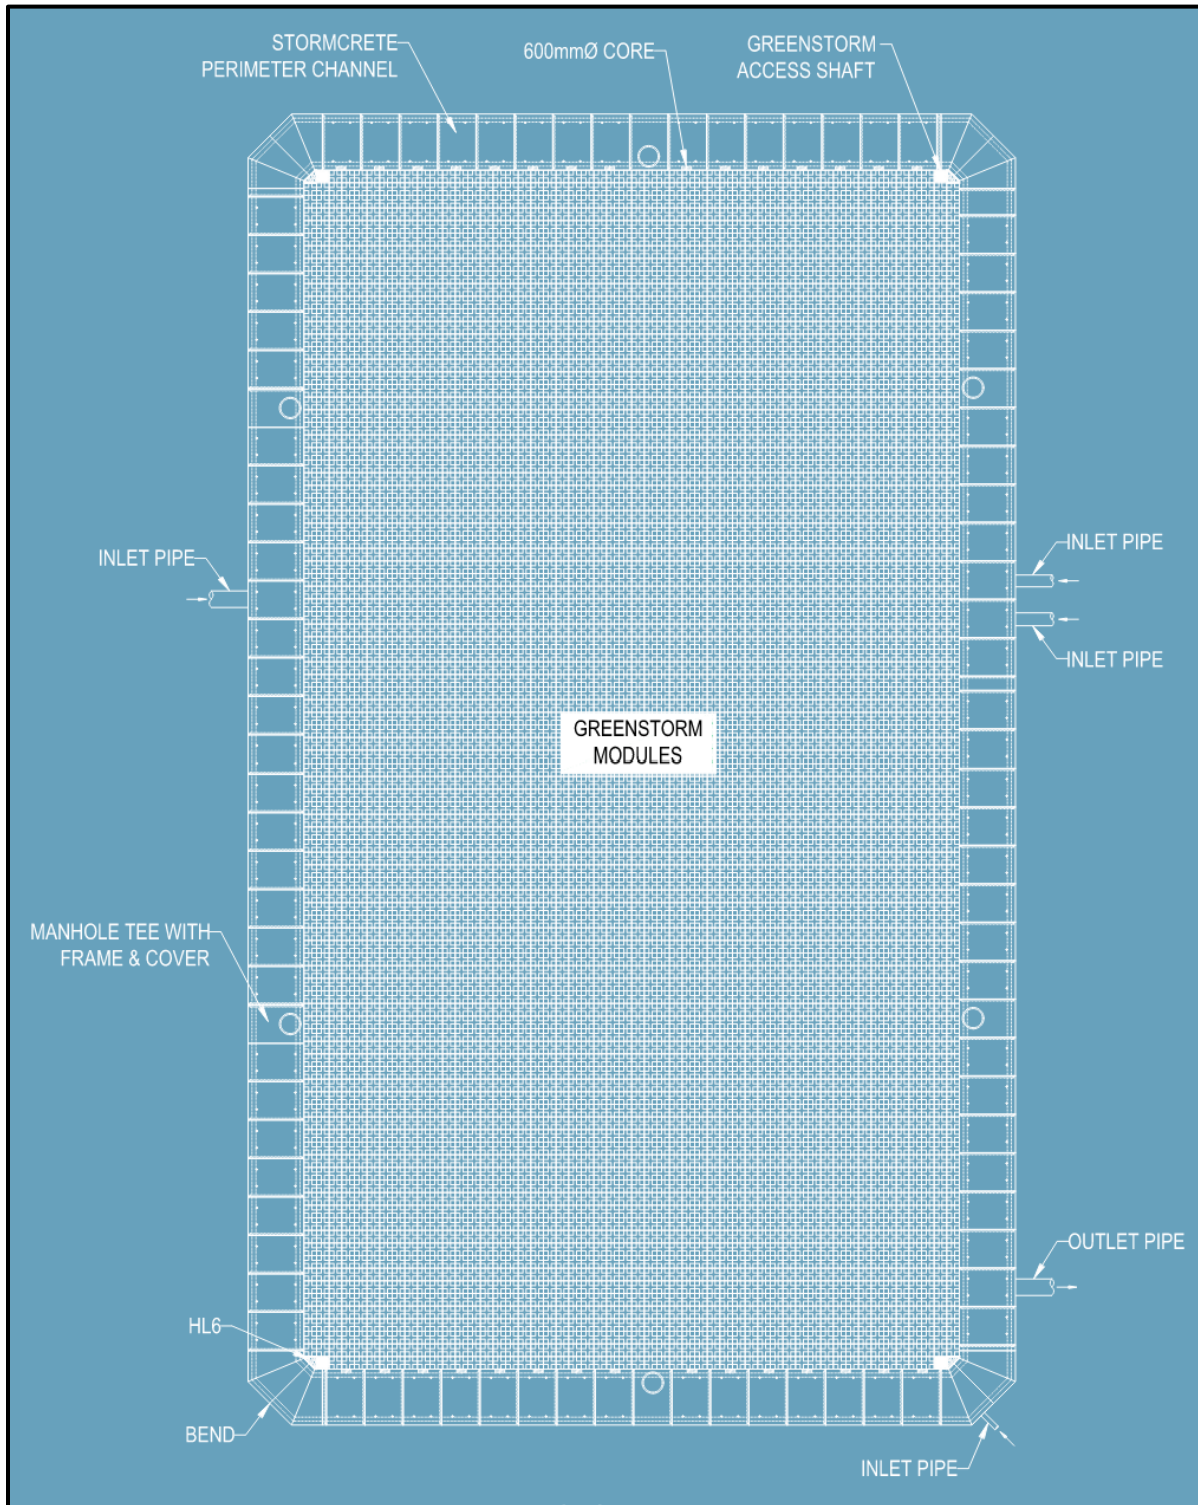 STORMCRETE
PERIMETER CHANNEL
600mmØ CORE
GREENSTORM
ACCESS SHAFT
INLET PIPE
INLET PIPE
INLET PIPE
GREENSTORM
MODULES
MANHOLE TEE WITH
FRAME & COVER
OUTLET PIPE
HL6
BEND
INLET PIPE